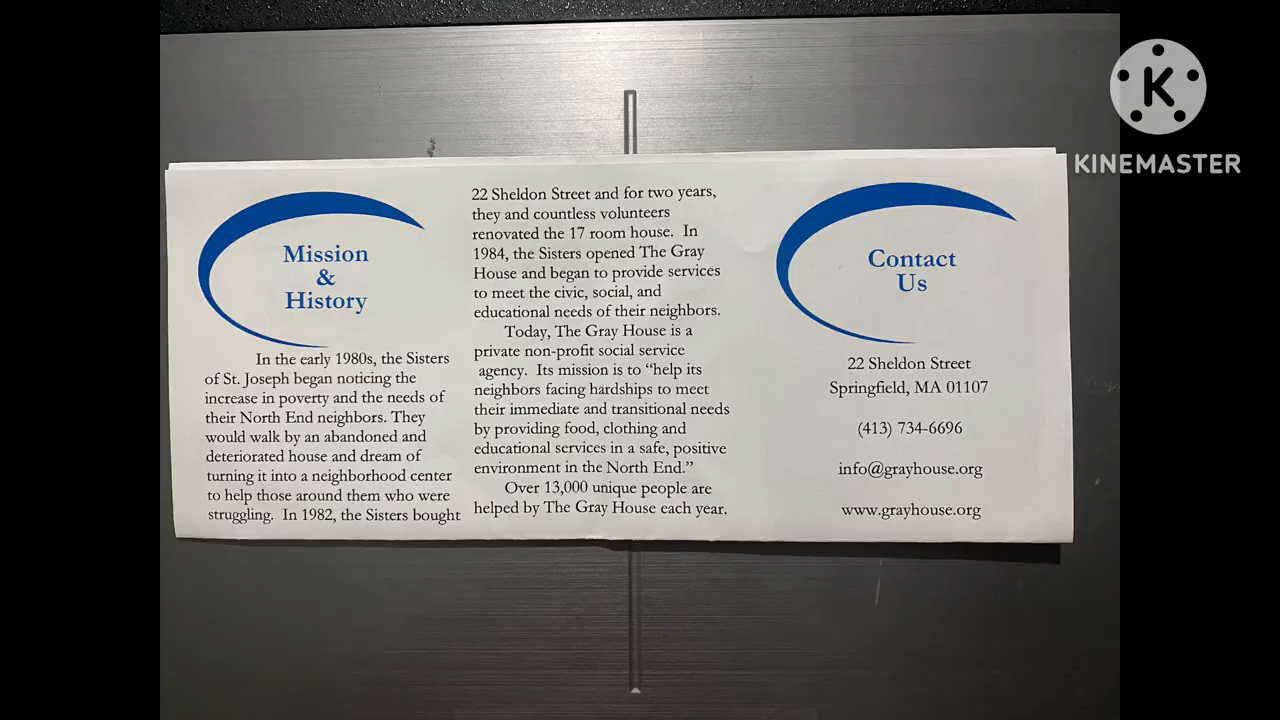 Mission
&
History
In the early 1980s, the Sisters
of St. Joseph began noticing the
increase in poverty and the needs of
their North End neighbors. They
would walk by an abandoned and
deteriorated house and dream of
turning it into a neighborhood center
to help those around them who were
struggling. In 1982, the Sisters bought
22 Sheldon Street and for two years,
they and countless volunteers
renovated the 17 room house. In
1984, the Sisters opened The Gray
House and began to provide services
to meet the civic, social, and
educational needs of their neighbors.
Today, The Gray House is a
private non-profit social service
agency. Its mission is to “help its
neighbors facing hardships to meet
their immediate and transitional needs
by providing food, clothing and
educational services in a safe, positive
environment in the North End.”
Over 13,000 unique people are
helped by The Gray House each year.
Contact
Us
22 Sheldon Street
Springfield, MA 01107
(413) 734-6696
info@grayhouse.org
www.grayhouse.org
K
KINEMASTER